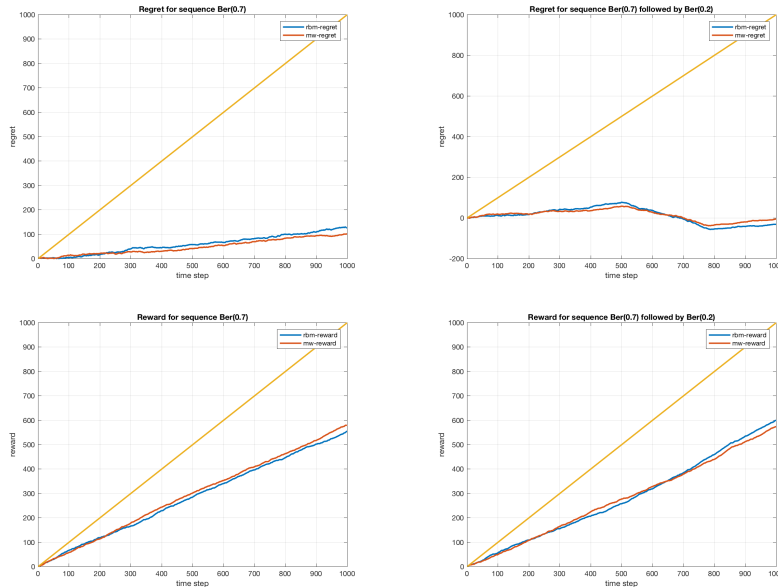 Regret for sequence Ber(0.7)
1000
900
800
700
600
500
400
300
200
100
0
regret
rbm-regret
mw-regret
0 100 200 300 400 500 600 700 800 900 1000
time step
Regret for sequence Ber(0.7) followed by Ber(0.2)
1000
800
600
400
200
0
-200
regret
rbm-regret
mw-regret
0 100 200 300 400 500 600 700 800 900 1000
time step
Reward for sequence Ber(0.7)
1000
900
800
700
600
500
400
300
200
100
0
reward
rbm-reward
mw-reward
0 100 200 300 400 500 600 700 800 900 1000
time step
Reward for sequence Ber(0.7) followed by Ber(0.2)
1000
900
800
700
600
500
400
300
200
100
0
reward
rbm-reward
mw-reward
0 100 200 300 400 500 600 700 800 900 1000
time step